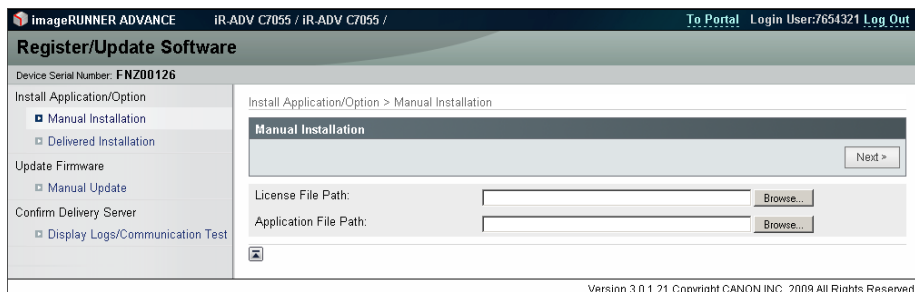 imageRUNNER ADVANCE iR-ADV C7055 / iR-ADV C7055 / To Portal Login User:7654321 Log Out
Register/Update Software
Device Serial Number: FNZ00126
Install Application/Option
Manual Installation
Delivered Installation
Update Firmware
Manual Update
Confirm Delivery Server
Display Logs/Communication Test
Install Application/Option > Manual Installation
Manual Installation
Next >
License File Path: Browse...
Application File Path: Browse...
Version 3.0.1.21 Copyright CANON INC. 2009 All Rights Reserved